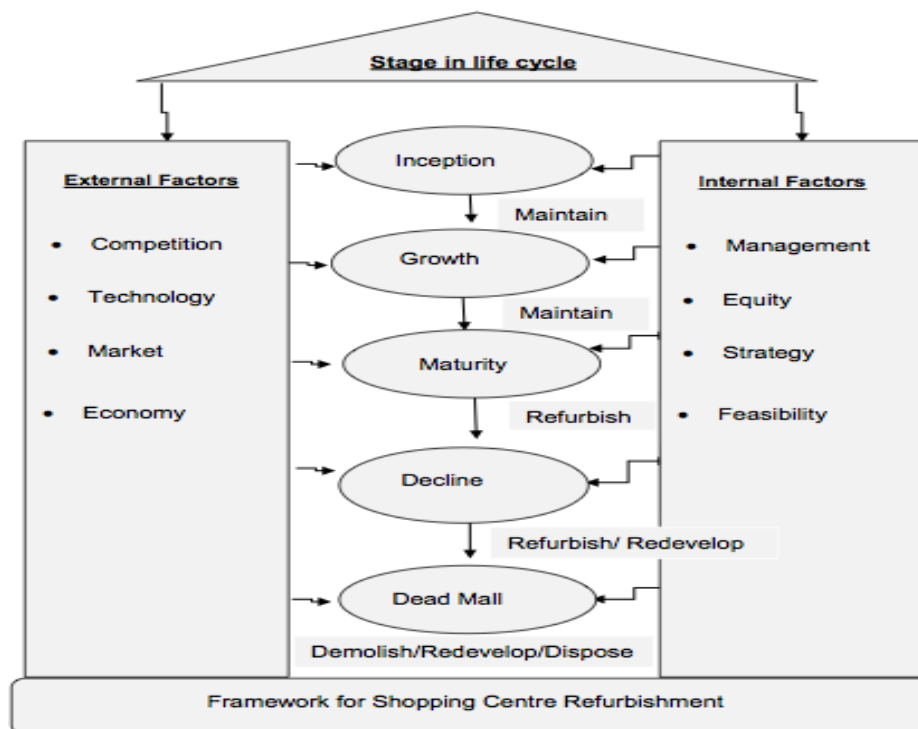 Stage in life cycle
External Factors
• Competition
• Technology
• Market
• Economy
Inception
Maintain
Growth
Maintain
Maturity
Refurbish
Decline
Refurbish/ Redevelop
Dead Mall
Demolish/Redevelop/Dispose
Internal Factors
• Management
• Equity
• Strategy
• Feasibility
Framework for Shopping Centre Refurbishment